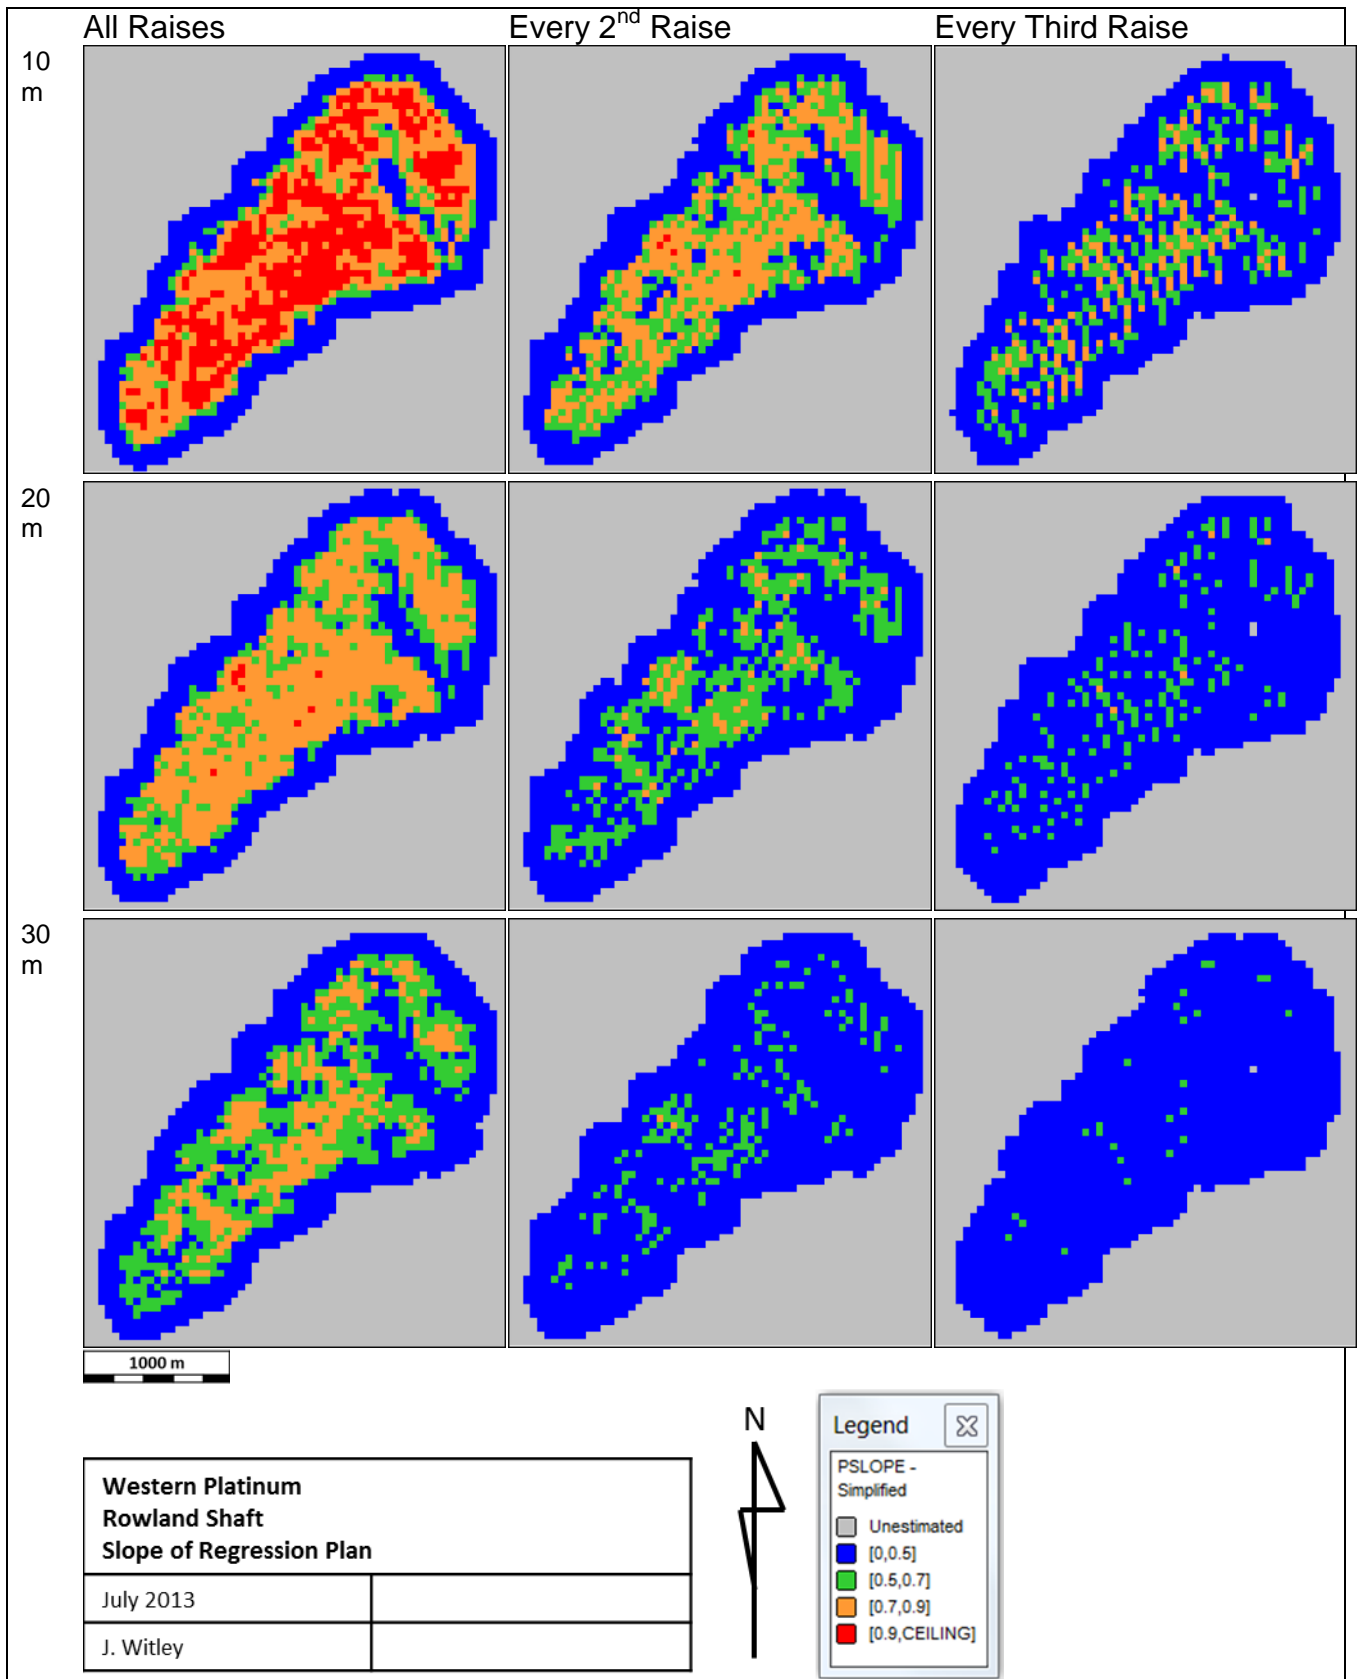 All Raises Every 2nd Raise Every Third Raise
10
m
20
m
30
m
1000 m
N
Western Platinum
Rowland Shaft
Slope of Regression Plan
July 2013
J. Witley
Legend
PSLOPE -
Simplified
Unestimated
[0,0.5]
[0.5,0.7]
[0.7,0.9]
[0.9,CEILING]